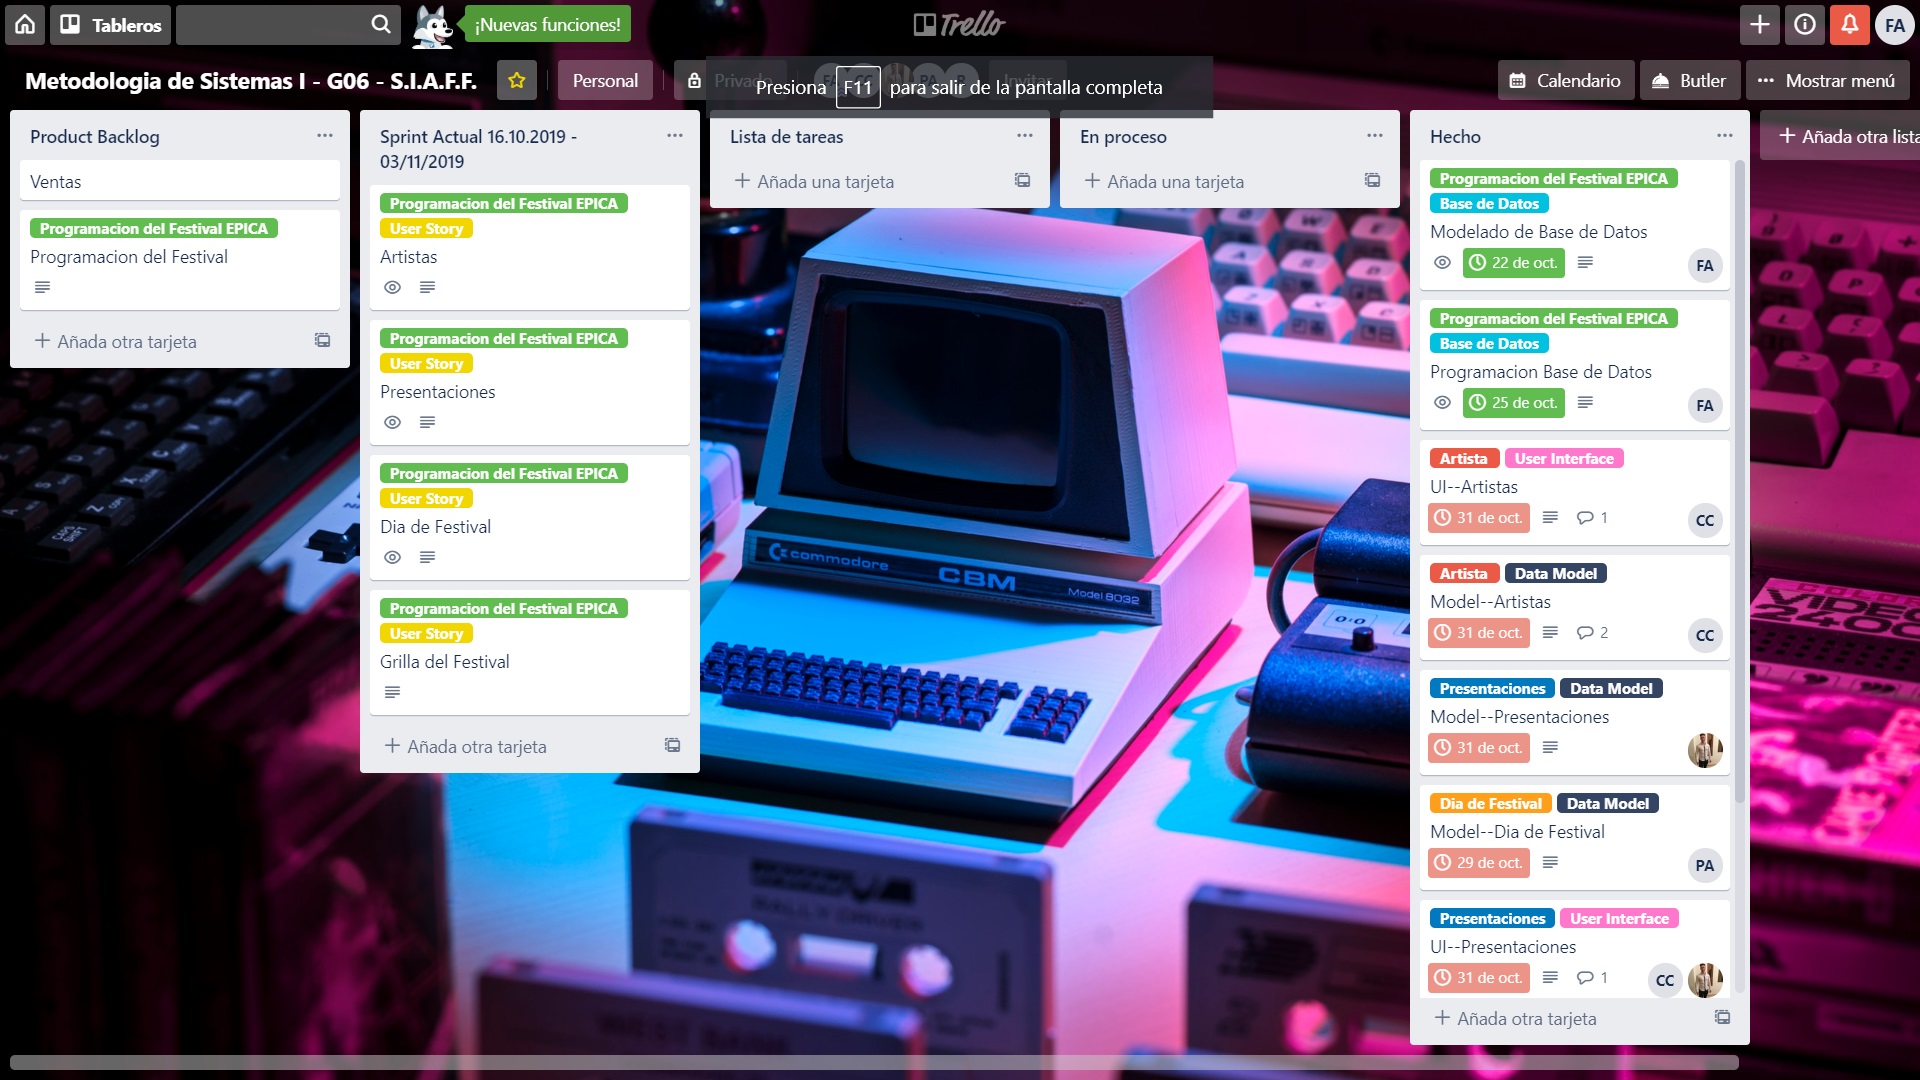 Tableros
¡Nuevas funciones!
Trello
FA
Metodologia de Sistemas I - G06 - S.I.A.F.F.
Personal
Privado
Invitar
Presiona F11 para salir de la pantalla completa
Calendario
Butler
Mostrar menú
Product Backlog
Ventas
Programacion del Festival EPICA
Programacion del Festival
Añada otra tarjeta
Sprint Actual 16.10.2019 -
03/11/2019
Programacion del Festival EPICA
User Story
Artistas
Programacion del Festival EPICA
User Story
Presentaciones
Programacion del Festival EPICA
User Story
Dia de Festival
Programacion del Festival EPICA
User Story
Grilla del Festival
Añada otra tarjeta
Lista de tareas
Añada una tarjeta
En proceso
Añada una tarjeta
Hecho
Programacion del Festival EPICA
Base de Datos
Modelado de Base de Datos
22 de oct.
FA
Programacion del Festival EPICA
Base de Datos
Programacion Base de Datos
25 de oct.
FA
Artista User Interface
UI--Artistas
31 de oct. 1
CC
Artista Data Model
Model--Artistas
31 de oct. 2
CC
Presentaciones Data Model
Model--Presentaciones
31 de oct.
Dia de Festival Data Model
Model--Dia de Festival
29 de oct.
PA
Presentaciones User Interface
UI--Presentaciones
31 de oct. 1
CC
Añada otra tarjeta
Añada otra lista
commodore
CBM
Model 8032